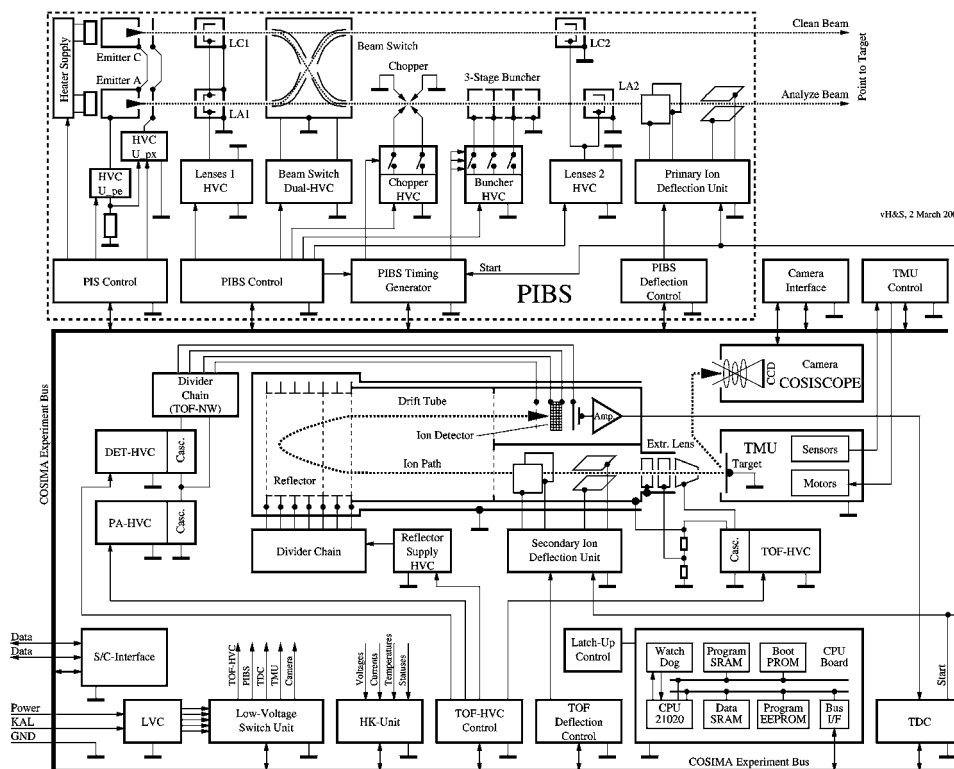 Clean Beam
Heater Supply
Emitter C
LC1
Beam Switch
LC2
Point to Target
Emitter A
Chopper
3-Stage Buncher
LA1
LA2
Analyze Beam
HVC
U_px
HVC
U_pe
Lenses 1
HVC
Beam Switch
Dual-HVC
Chopper
HVC
Buncher
HVC
Lenses 2
HVC
Primary Ion
Deflection Unit
vH&S, 2 March 200
PIS Control
PIBS Control
PIBS Timing
Generator
Start
PIBS
PIBS
Deflection
Control
Camera
Interface
TMU
Control
COSIMA Experiment Bus
Divider
Chain
(TOF-NW)
Drift Tube
Ion Detector
Amp.
CCD
Camera
COSISCOPE
DET-HVC
Casc.
Reflector
Ion Path
Extr. Lens
TMU
Target
Sensors
Motors
PA-HVC
Casc.
Divider Chain
Reflector
Supply
HVC
Secondary Ion
Deflection Unit
Casc.
TOF-HVC
Data
Data
S/C-Interface
TOF-HVC
PIBS
TDC
TMU
Camera
Voltages
Currents
Temperatures
Statuses
Latch-Up
Control
Watch
Dog
Program
SRAM
Boot
PROM
CPU
Board
Start
Power
KAL
GND
LVC
Low-Voltage
Switch Unit
HK-Unit
TOF-HVC
Control
TOF
Deflection
Control
CPU
21020
Data
SRAM
Program
EEPROM
Bus
I/F
TDC
COSIMA Experiment Bus